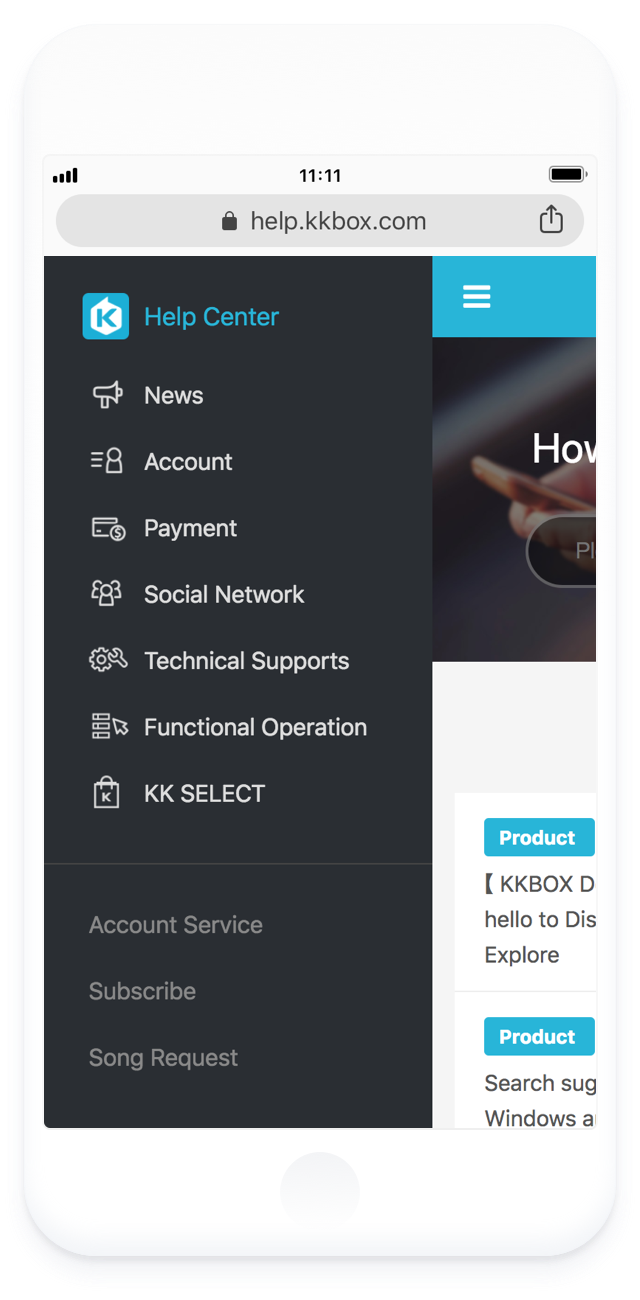 11:11
help.kkbox.com
Help Center
News
Account
Payment
Social Network
Technical Supports
Functional Operation
KK SELECT
Account Service
Subscribe
Song Request
How
Pl
Product
【 KKBOX D
hello to Dis
Explore
Product
Search sug
Windows a